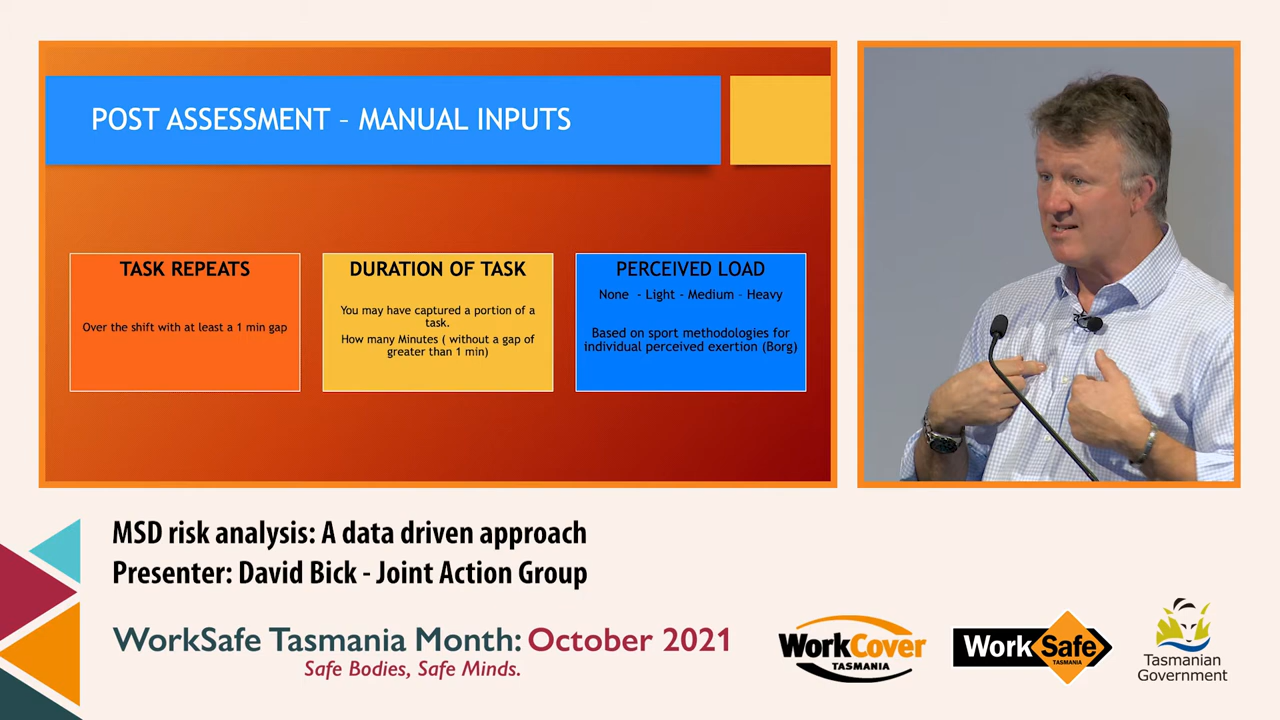 POST ASSESSMENT – MANUAL INPUTS
TASK REPEATS
Over the shift with at least a 1 min gap
DURATION OF TASK
You may have captured a portion of a
task.
How many Minutes ( without a gap of
greater than 1 min)
PERCEIVED LOAD
None - Light - Medium - Heavy
Based on sport methodologies for
individual perceived exertion (Borg)
MSD risk analysis: A data driven approach
Presenter: David Bick - Joint Action Group
WorkSafe Tasmania Month: October 2021
Safe Bodies, Safe Minds.
WorkCover
TASMANIA
WorkSafe
TASMANIA
Tasmanian
Government